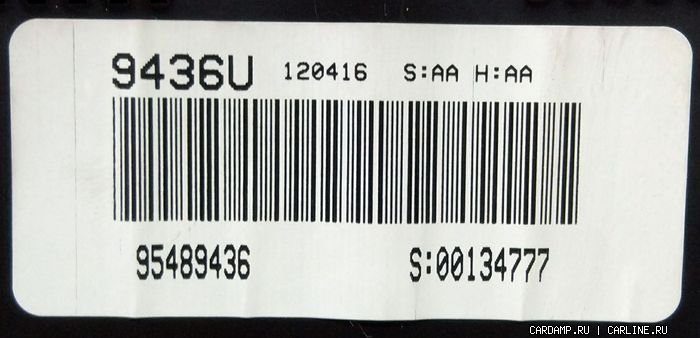 9436U 120416 S:AA H:AA
95489436 S:00134777
CARDAMP.RU | CARLINE.RU